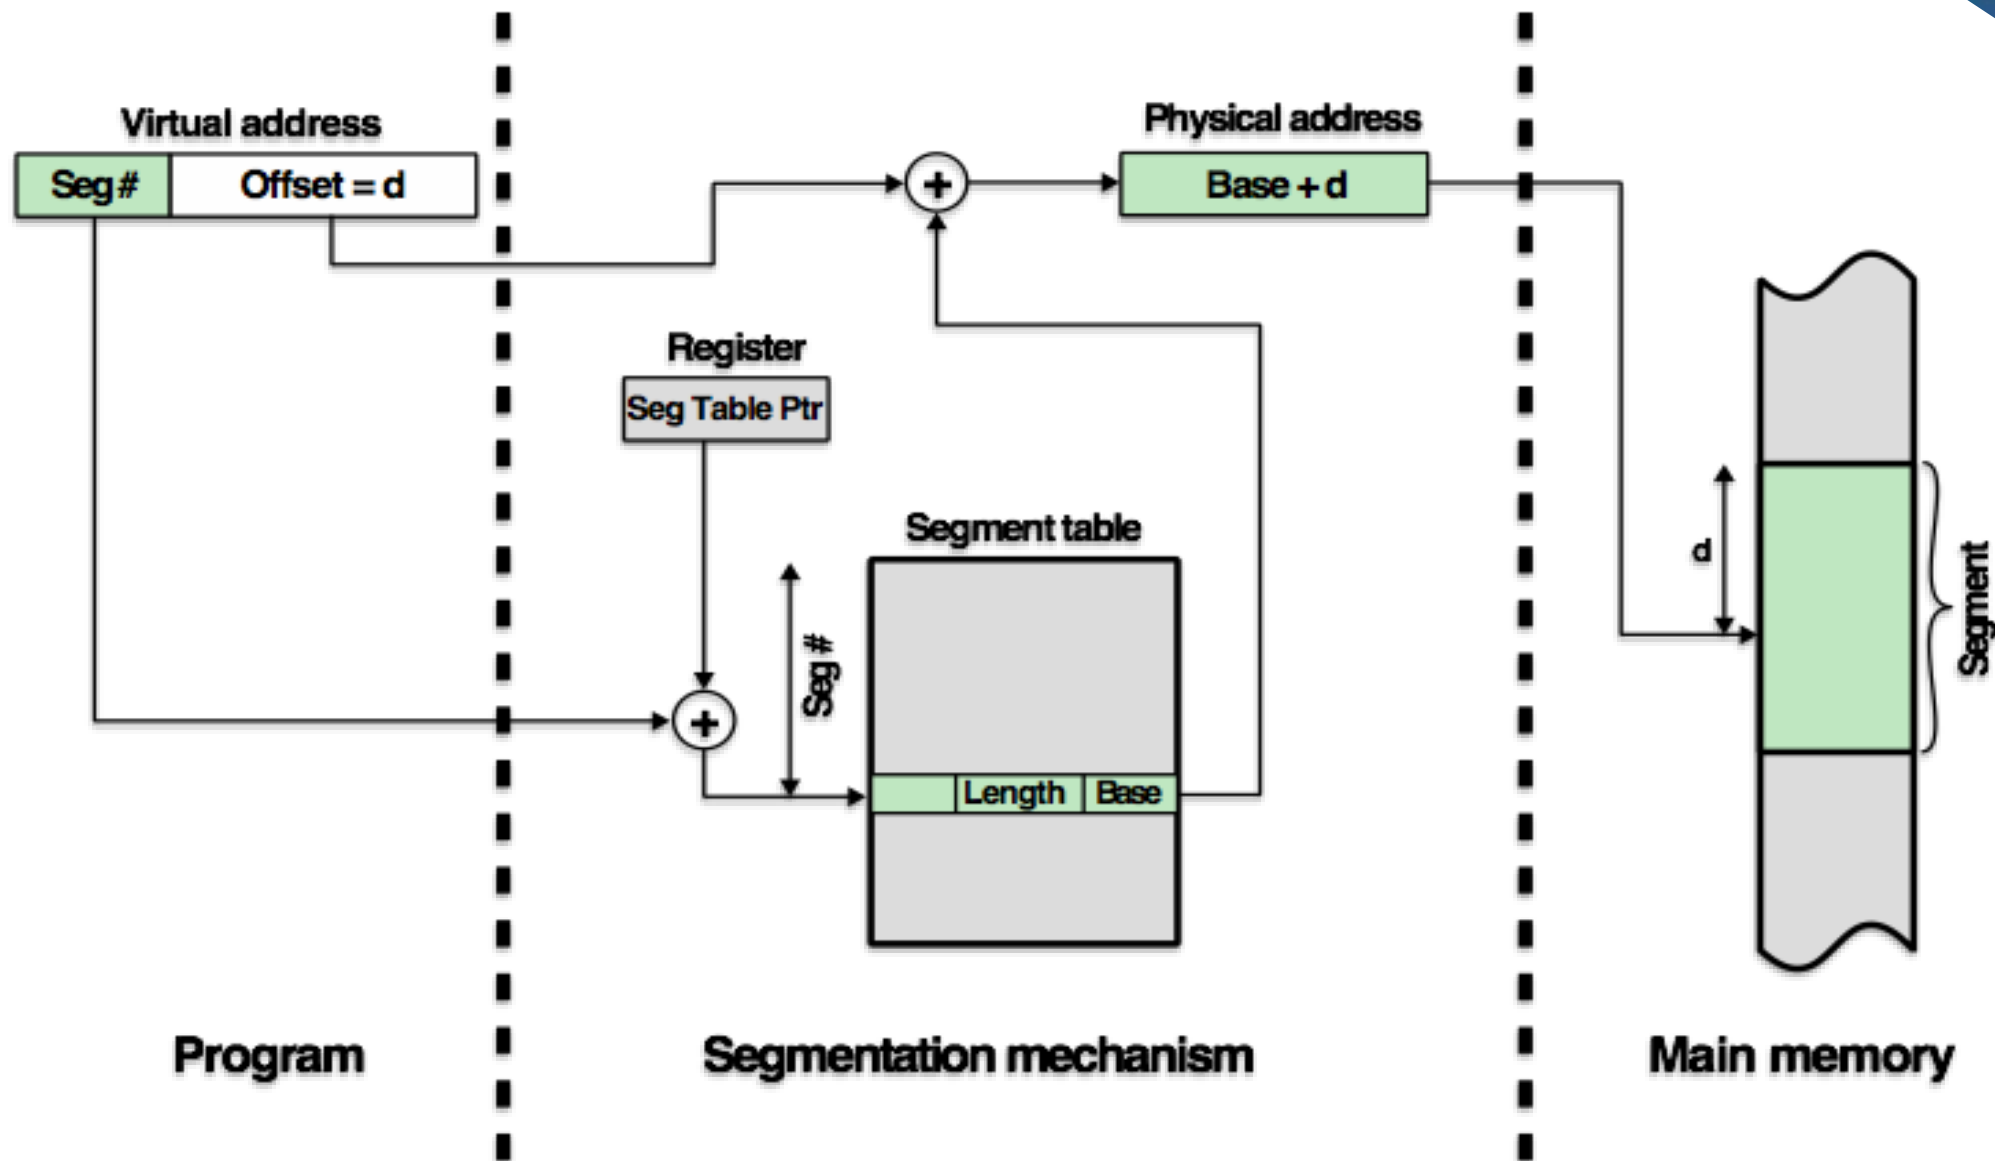 Virtual address
Seg # Offset = d
Physical address
+ Base + d
Register
Seg Table Ptr
Segment table
Seg #
+
Length Base
d
Segment
Program Segmentation mechanism Main memory